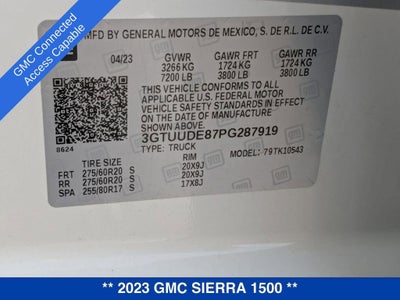 GMC Connected
Access Capable
MFD BY GENERAL MOTORS DE MEXICO, S. DE R.L. DE C.V.
04/23 GVWR GAWR FRT GAWR RR
3266 KG 1724 KG 1724 KG
7200 LB 3800 LB 3800 LB
THIS VEHICLE CONFORMS TO ALL
APPLICABLE U.S. FEDERAL MOTOR
VEHICLE SAFETY STANDARDS IN EFFECT ON
THE DATE OF MANUFACTURE SHOWN ABOVE.
3GTUUDE87PG287919
8624 TYPE: TRUCK MODEL: 79TK10543
RIM
FRT 275/60R20 S 20X9J
RR 275/60R20 S 20X9J
SPA 255/80R17 S 17X8J
** 2023 GMC SIERRA 1500 **